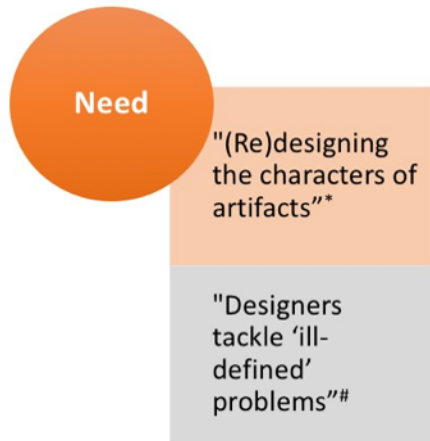 Need
"(Re)designing
the characters of
artifacts”*
"Designers
tackle ‘ill-
defined’
problems”#